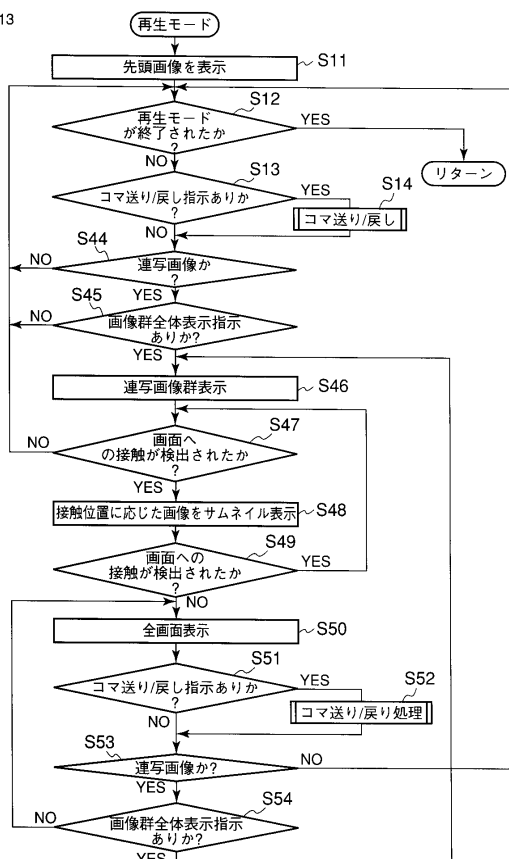 13
再生モード
先頭画像を表示
S11
S12
再生モード
が終了されたか
?
YES
NO
リターン
S13
コマ送り/戻し指示ありか
?
YES
S14
コマ送り/戻し
NO
S44
連写画像か
?
NO
YES
S45
画像群全体表示指示
ありか?
NO
YES
連写画像群表示
S46
S47
画面へ
の接触が検出されたか
?
NO
YES
接触位置に応じた画像をサムネイル表示
S48
S49
画面への
接触が検出されたか
?
YES
NO
全画面表示
S50
S51
コマ送り/戻し指示ありか
?
YES
S52
コマ送り/戻り処理
NO
S53
連写画像か?
NO
YES
S54
画像群全体表示指示
ありか?
NO
YES